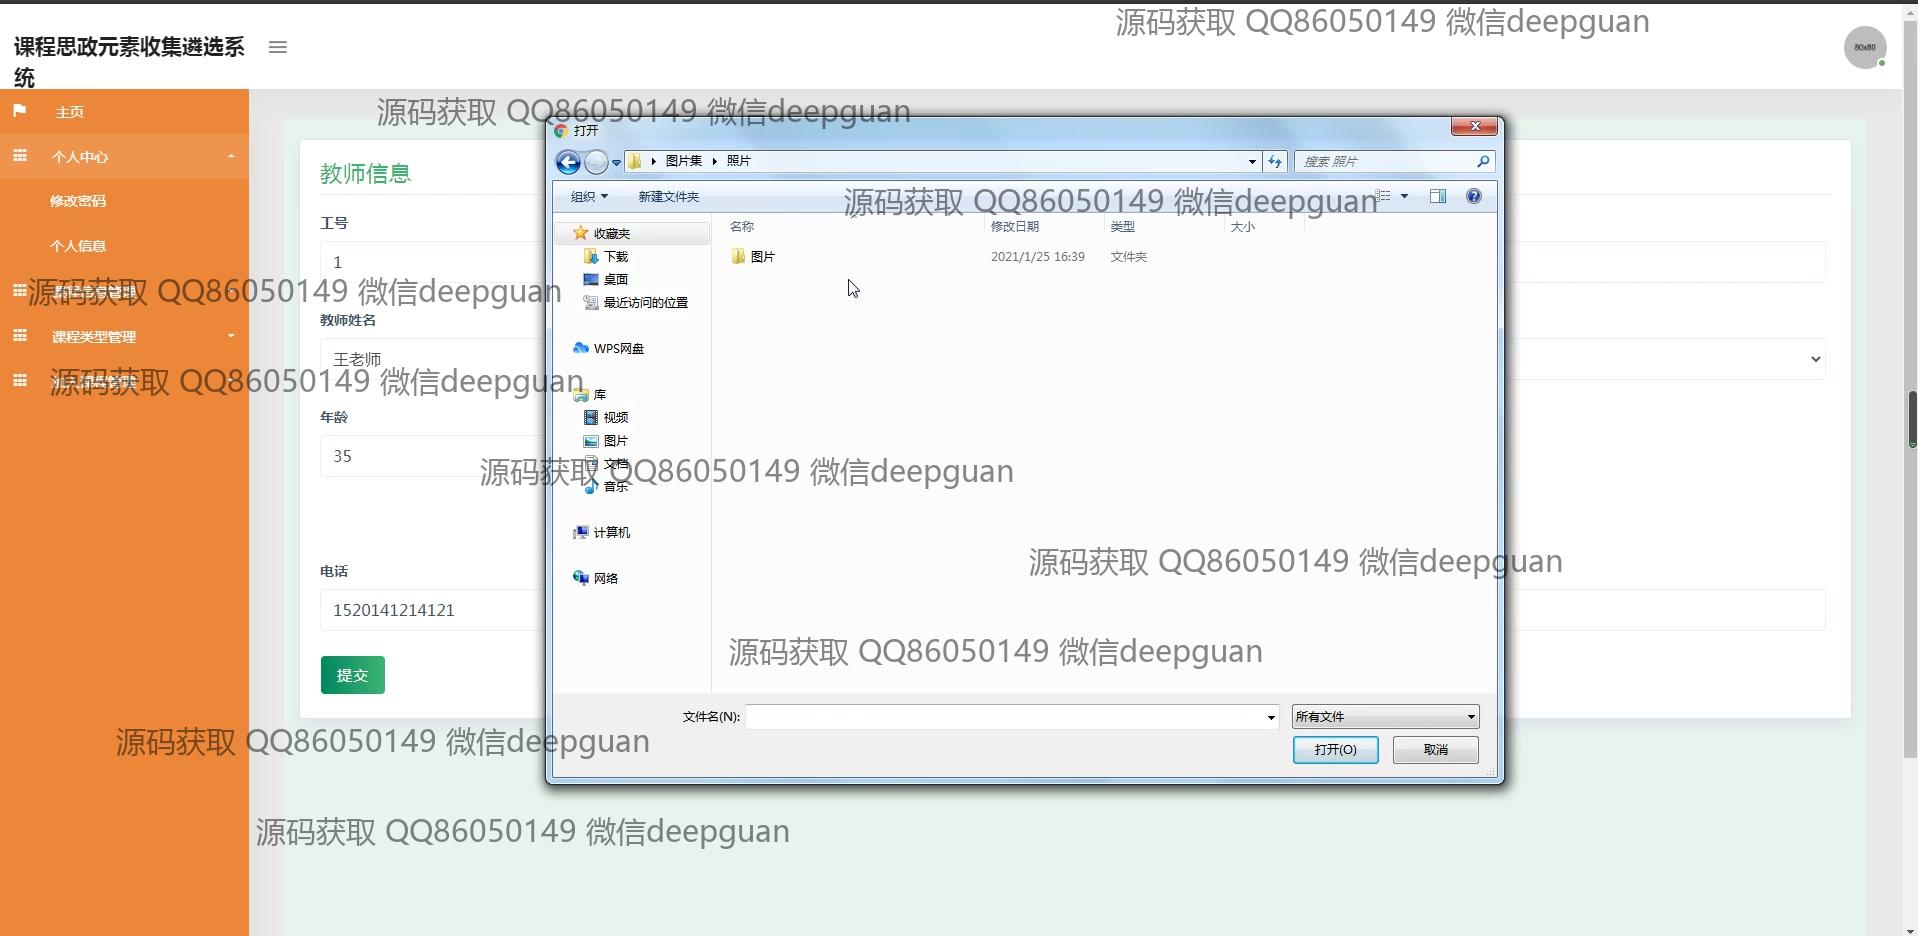 源码获取 QQ86050149 微信deepguan
课程思政元素收集遴选系
统
80x80
主页
源码获取 QQ86050149 微信deepguan
打开
个人中心
教师信息
图片集
照片
搜索 照片
修改密码
组织
新建文件夹
源码获取 QQ86050149 微信deepguan
工号
收藏夹
名称
修改日期
类型
大小
个人信息
1
下载
图片
2021/1/25 16:39
文件夹
桌面
源码获取 QQ86050149 微信deepguan
最近访问的位置
教师姓名
课程类型管理
WPS网盘
王老师
源码获取 QQ86050149 微信deepguan
库
年龄
视频
图片
35
文档
源码获取 QQ86050149 微信deepguan
音乐
计算机
电话
网络
源码获取 QQ86050149 微信deepguan
1520141214121
源码获取 QQ86050149 微信deepguan
提交
文件名(N):
所有文件
源码获取 QQ86050149 微信deepguan
打开(O)
取消
源码获取 QQ86050149 微信deepguan